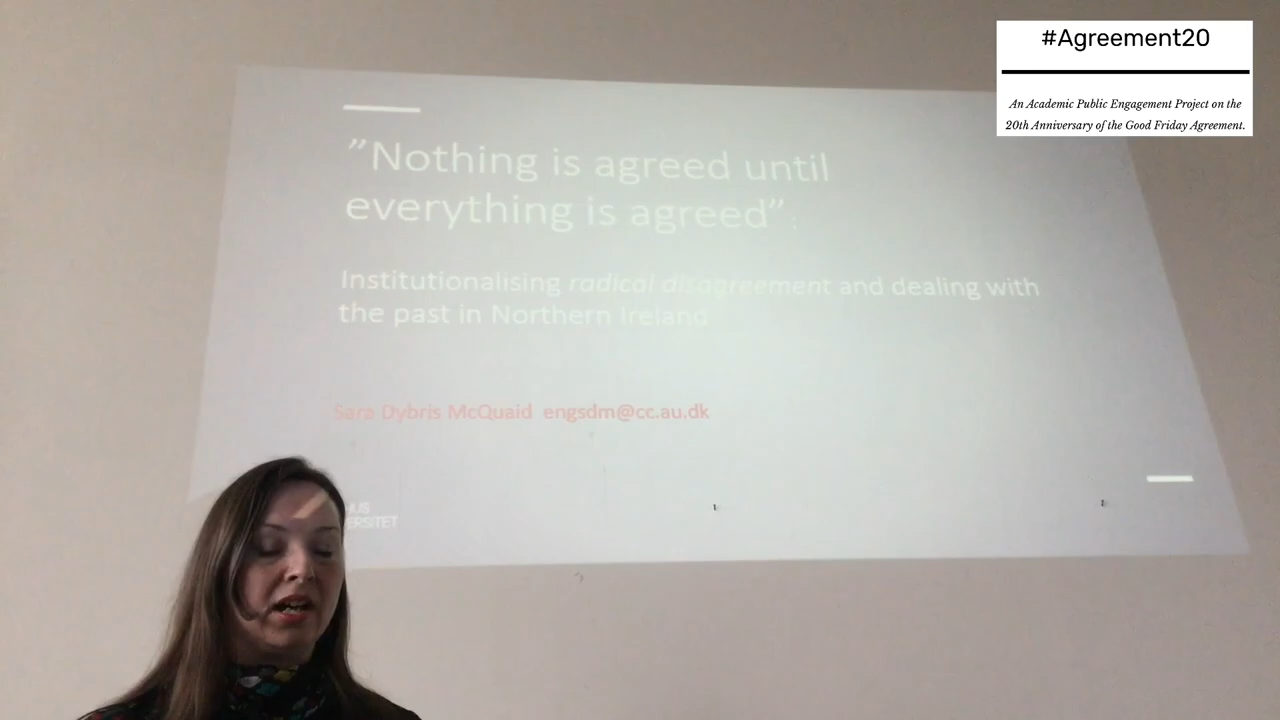 #Agreement20
An Academic Public Engagement Project on the
20th Anniversary of the Good Friday Agreement.
”Nothing is agreed until
everything is agreed”:
Institutionalising radical disagreement and dealing with
the past in Northern Ireland
Sara Dybris McQuaid engsdm@cc.au.dk
ERSITET
1